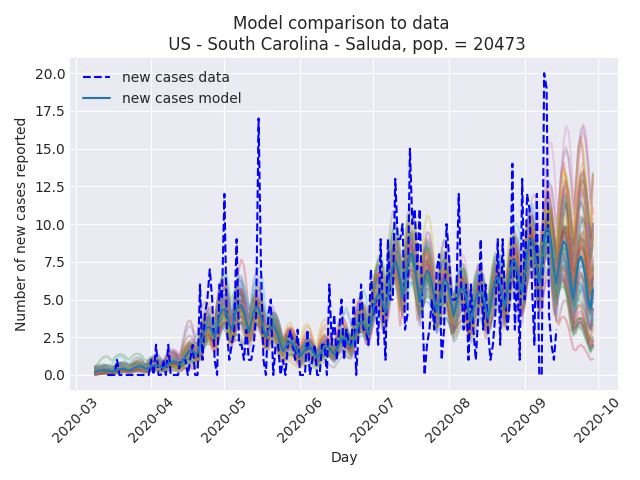 Model comparison to data
US - South Carolina - Saluda, pop. = 20473
new cases data
new cases model
Number of new cases reported
20.0
17.5
15.0
12.5
10.0
7.5
5.0
2.5
0.0
2020-03
2020-04
2020-05
2020-06
2020-07
2020-08
2020-09
2020-10
Day